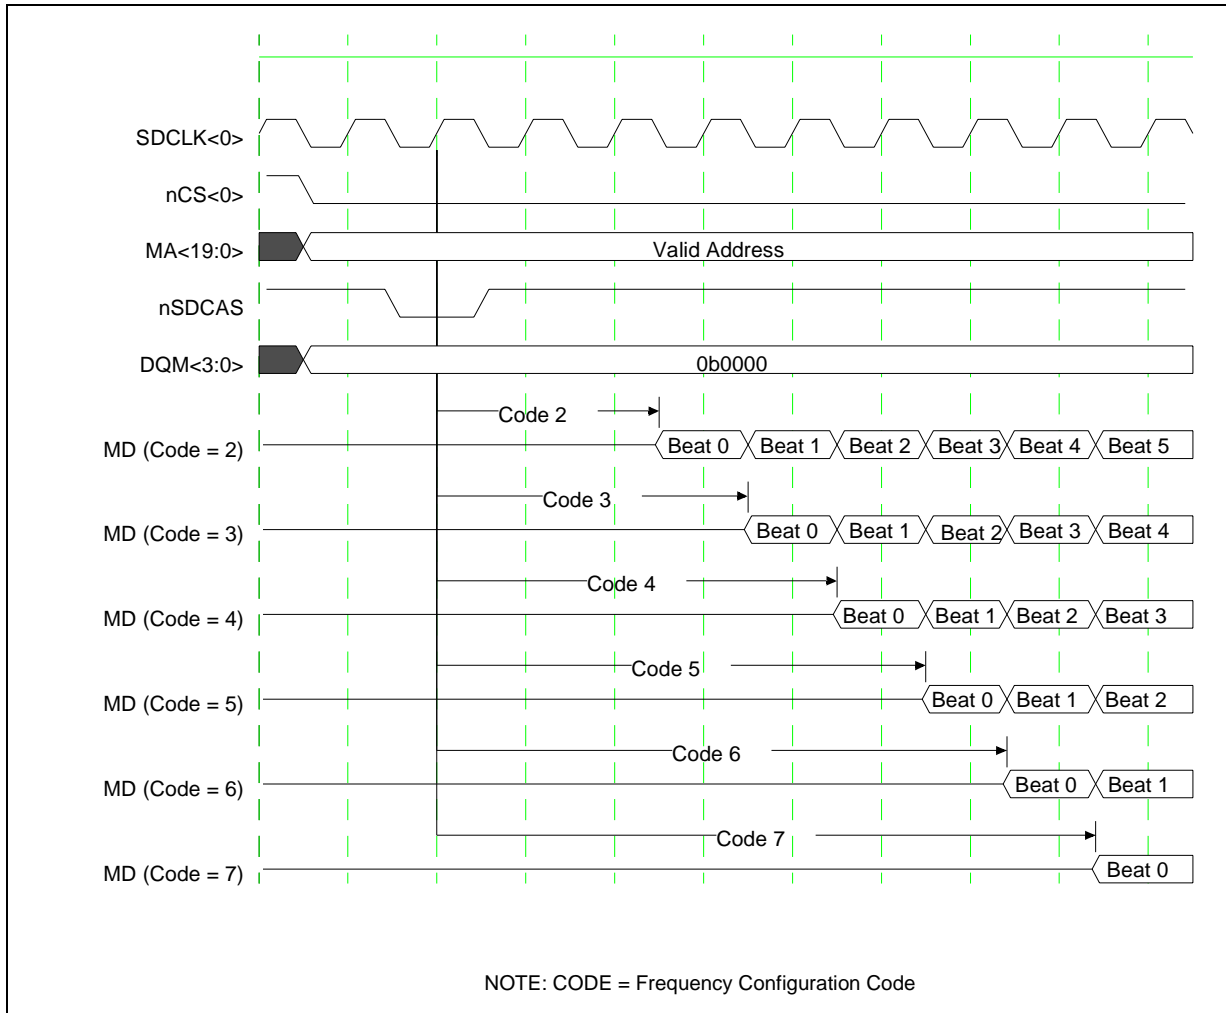 SDCLK<0>
nCS<0>
MA<19:0>
Valid Address
nSDCAS
DQM<3:0>
0b0000
Code 2
MD (Code = 2)
Beat 0 Beat 1 Beat 2 Beat 3 Beat 4 Beat 5
Code 3
MD (Code = 3)
Beat 0 Beat 1 Beat 2 Beat 3 Beat 4
Code 4
MD (Code = 4)
Beat 0 Beat 1 Beat 2 Beat 3
Code 5
MD (Code = 5)
Beat 0 Beat 1 Beat 2
Code 6
MD (Code = 6)
Beat 0 Beat 1
Code 7
MD (Code = 7)
Beat 0
NOTE: CODE = Frequency Configuration Code